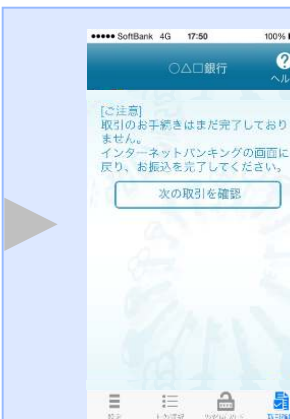 SoftBank 4G 17:50 100%
○△□銀行
?
ヘル
[ご注意]
取引のお手続きはまだ完了しており
ません。
インターネットバンキングの画面に
戻り、お振込を完了してください。
次の取引を確認